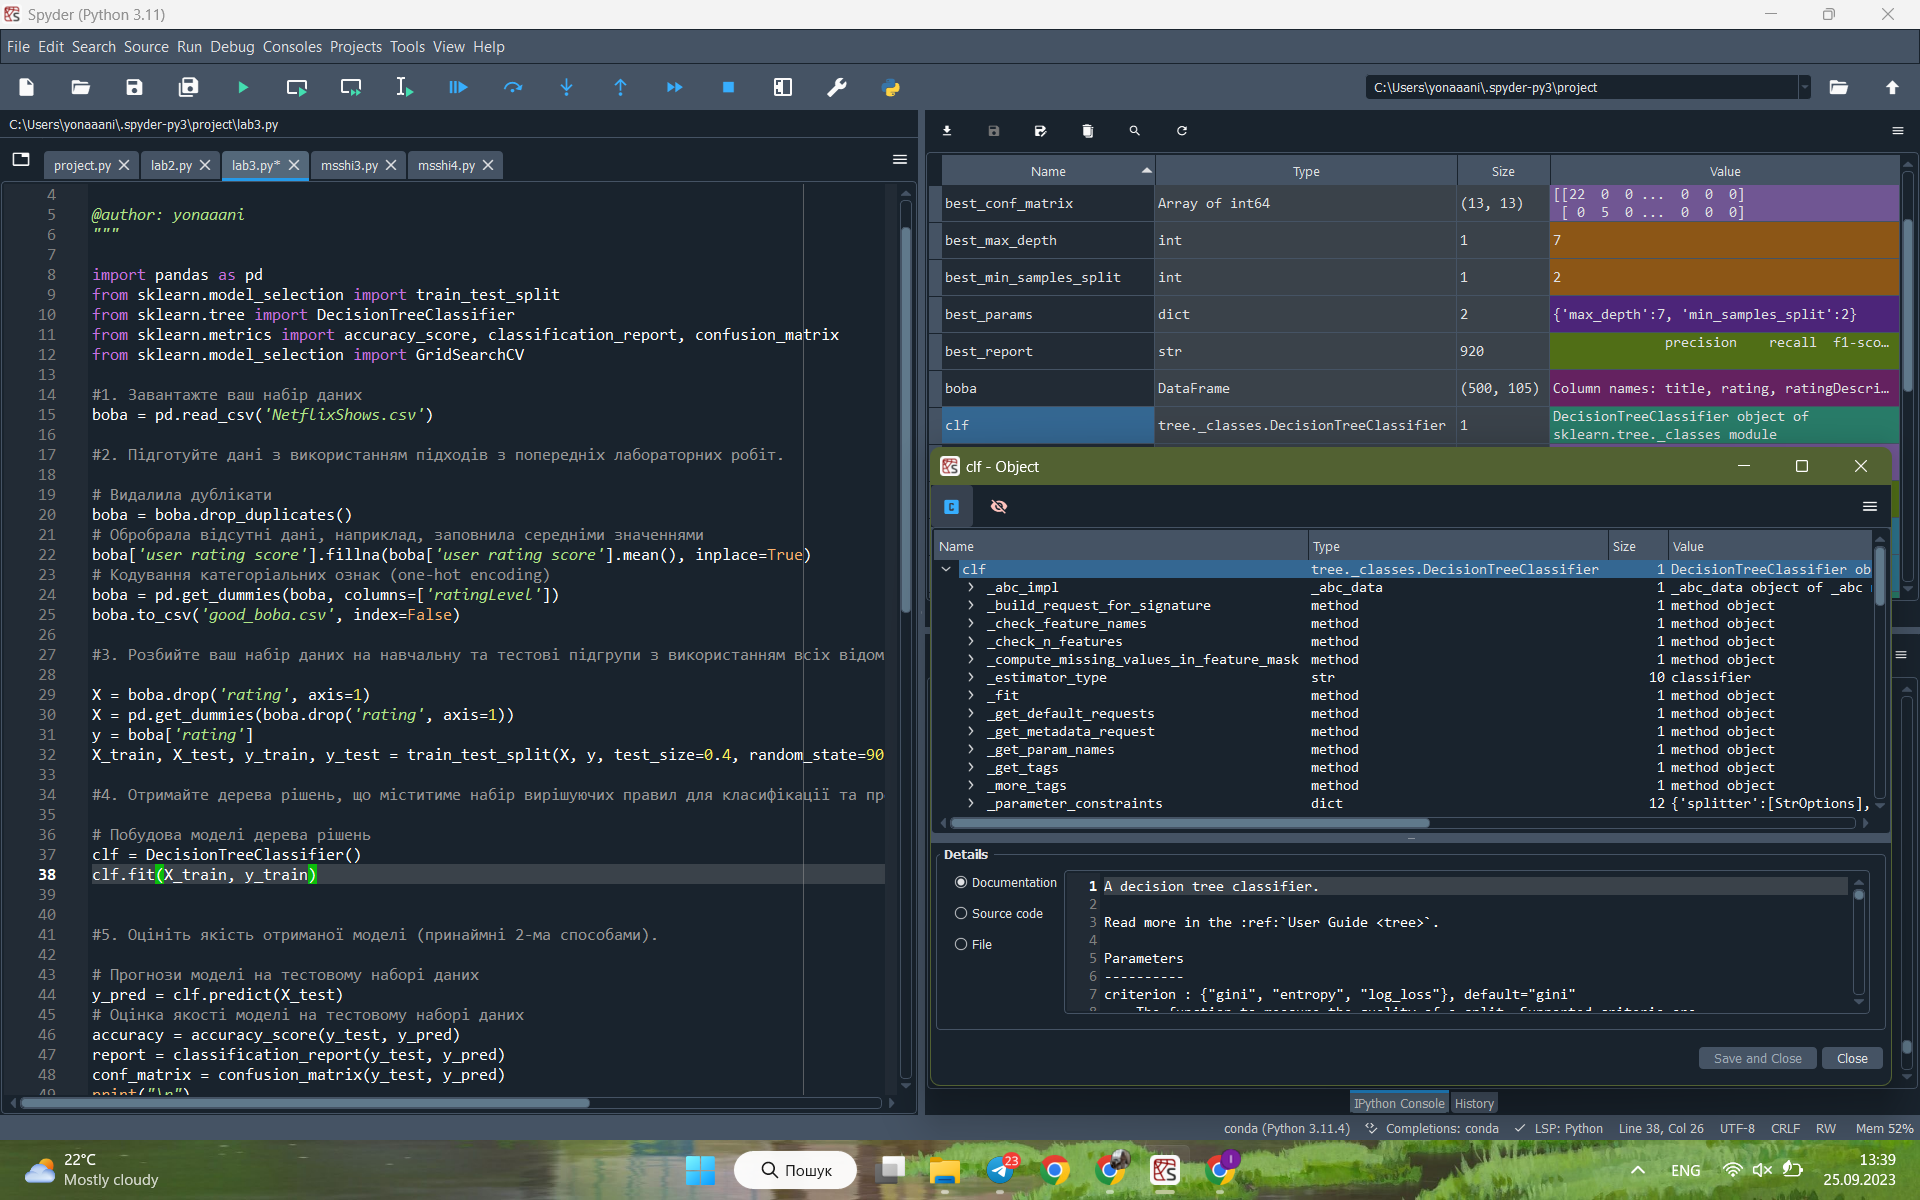 Spyder (Python 3.11)
File Edit Search Source Run Debug Consoles Projects Tools View Help
C:\Users\yonaaani\.spyder-py3\project
C:\Users\yonaaani\.spyder-py3\project\lab3.py
project.py lab2.py lab3.py* msshi3.py msshi4.py
4
5 @author: yonaaani
6 """
7
8 import pandas as pd
9 from sklearn.model_selection import train_test_split
10 from sklearn.tree import DecisionTreeClassifier
11 from sklearn.metrics import accuracy_score, classification_report, confusion_matrix
12 from sklearn.model_selection import GridSearchCV
13
14 #1. Завантажте ваш набір даних
15 boba = pd.read_csv('NetflixShows.csv')
16
17 #2. Підготуйте дані з використанням підходів з попередніх лабораторних робіт.
18
19 # Видалила дублікати
20 boba = boba.drop_duplicates()
21 # Обробрала відсутні дані, наприклад, заповнила середніми значеннями
22 boba['user rating score'].fillna(boba['user rating score'].mean(), inplace=True)
23 # Кодування категоріальних ознак (one-hot encoding)
24 boba = pd.get_dummies(boba, columns=['ratingLevel'])
25 boba.to_csv('good_boba.csv', index=False)
26
27 #3. Розбийте ваш набір даних на навчальну та тестові підгрупи з використанням всіх відом
28
29 X = boba.drop('rating', axis=1)
30 X = pd.get_dummies(boba.drop('rating', axis=1))
31 y = boba['rating']
32 X_train, X_test, y_train, y_test = train_test_split(X, y, test_size=0.4, random_state=90
33
34 #4. Отримайте дерева рішень, що міститиме набір вирішуючих правил для класифікації та пр
35
36 # Побудова моделі дерева рішень
37 clf = DecisionTreeClassifier()
38 clf.fit(X_train, y_train)
39
40
41 #5. Оцініть якість отриманої моделі (принаймні 2-ма способами).
42
43 # Прогнози моделі на тестовому наборі даних
44 y_pred = clf.predict(X_test)
45 # Оцінка якості моделі на тестовому наборі даних
46 accuracy = accuracy_score(y_test, y_pred)
47 report = classification_report(y_test, y_pred)
48 conf_matrix = confusion_matrix(y_test, y_pred)
49 print("\n")
Name Type Size Value
best_conf_matrix Array of int64 (13, 13) [[22 0 0 ... 0 0 0]
[ 0 5 0 ... 0 0 0]
best_max_depth int 1 7
best_min_samples_split int 1 2
best_params dict 2 {'max_depth':7, 'min_samples_split':2}
best_report str 920 precision recall f1-sco…
boba DataFrame (500, 105) Column names: title, rating, ratingDescri…
clf tree._classes.DecisionTreeClassifier 1 DecisionTreeClassifier object of
sklearn.tree._classes module
clf - Object
Name Type Size Value
clf tree._classes.DecisionTreeClassifier 1 DecisionTreeClassifier ob
_abc_impl _abc_data 1 _abc_data object of _abc
_build_request_for_signature method 1 method object
_check_feature_names method 1 method object
_check_n_features method 1 method object
_compute_missing_values_in_feature_mask method 1 method object
_estimator_type str 10 classifier
_fit method 1 method object
_get_default_requests method 1 method object
_get_metadata_request method 1 method object
_get_param_names method 1 method object
_get_tags method 1 method object
_more_tags method 1 method object
_parameter_constraints dict 12 {'splitter':[StrOptions],
Details
Documentation
Source code
File
1 A decision tree classifier.
2
3 Read more in the :ref:`User Guide <tree>`.
4
5 Parameters
6 ----------
7 criterion : {"gini", "entropy", "log_loss"}, default="gini"
Save and Close Close
IPython Console History
conda (Python 3.11.4) Completions: conda LSP: Python Line 38, Col 26 UTF-8 CRLF RW Mem 52%
22°C
Mostly cloudy
Пошук
23
ENG
13:39
25.09.2023